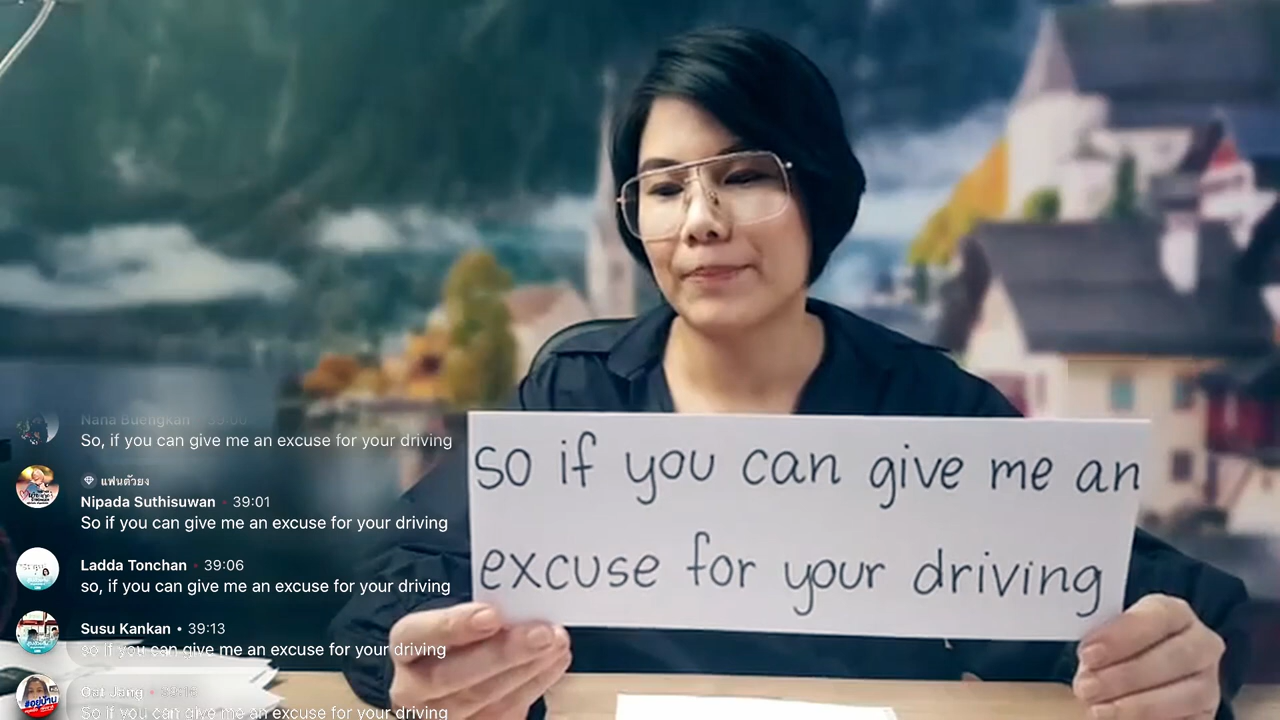 Nana Buengkan
So, if you can give me an excuse for your driving
แฟนตัวยง
Nipada Suthisuwan • 39:01
So if you can give me an excuse for your driving
Ladda Tonchan • 39:06
so, if you can give me an excuse for your driving
Susu Kankan • 39:13
so if you can give me an excuse for your driving
So if you can give me an excuse for your driving
so if you can give me an
excuse for your driving